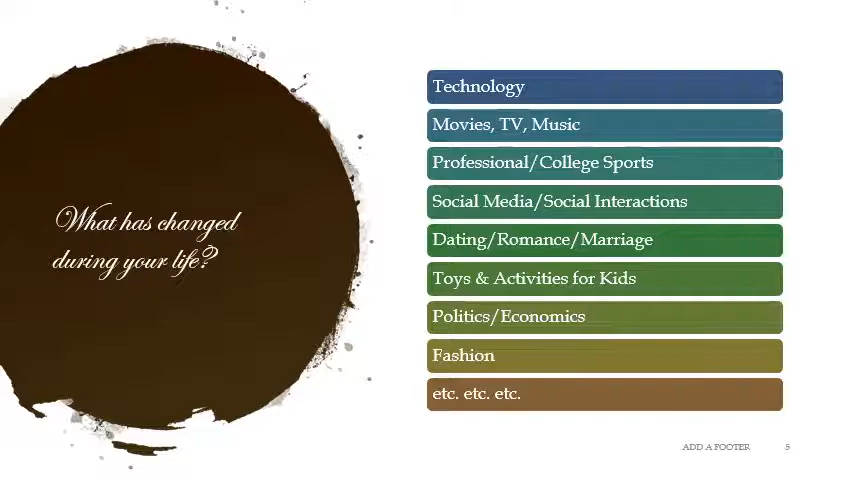 What has changed
during your life?
Technology
Movies, TV, Music
Professional/College Sports
Social Media/Social Interactions
Dating/Romance/Marriage
Toys & Activities for Kids
Politics/Economics
Fashion
etc. etc. etc.
ADD A FOOTER 5